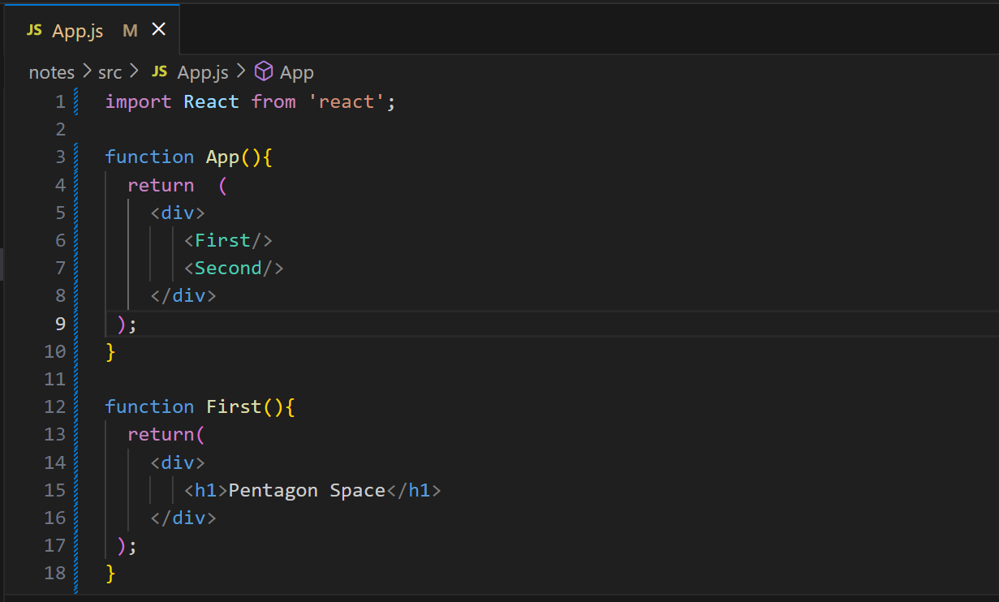 JS App.js M ×
notes > src > JS App.js > App
1 import React from 'react';
2
3 function App(){
4   return  (
5     <div>
6        <First/>
7        <Second/>
8     </div>
9  );
10 }
11
12 function First(){
13   return(
14     <div>
15        <h1>Pentagon Space</h1>
16     </div>
17  );
18 }